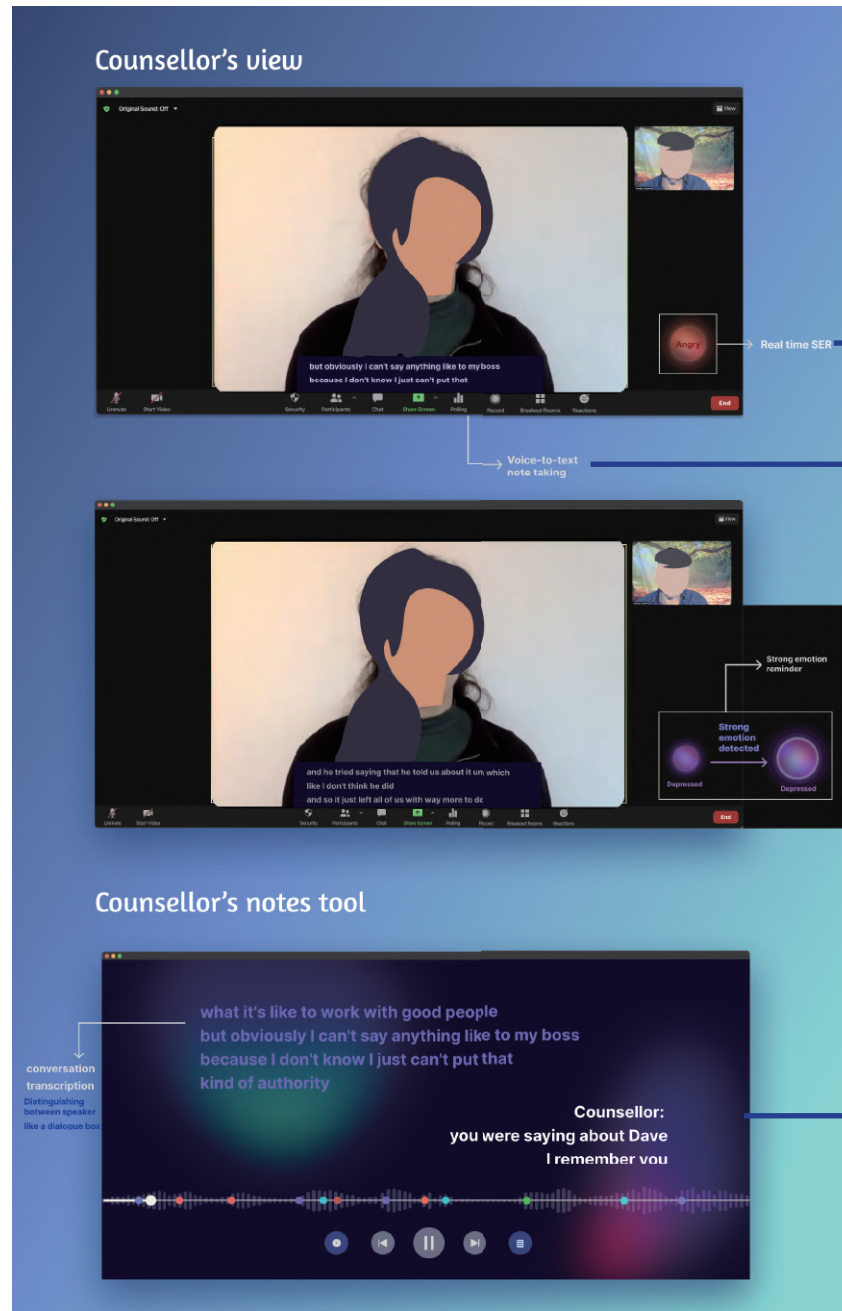 Counsellor's view
Original Sound: Off
View
Angry
Real time SER
but obviously I can't say anything like to my boss
because I don't know I just can't put that
Unmute
Start Video
Security
Participants
Chat
Share Screen
Polling
Record
Breakout Rooms
Reactions
End
Voice-to-text
note taking
Original Sound: Off
View
Strong emotion
reminder
Strong
emotion
detected
Depressed
Depressed
and he tried saying that he told us about it um which
like I don't think he did
and so it just left all of us with way more to do
Unmute
Start Video
Security
Participants
Chat
Share Screen
Polling
Record
Breakout Rooms
Reactions
End
Counsellor's notes tool
what it's like to work with good people
but obviously I can't say anything like to my boss
because I don't know I just can't put that
kind of authority
conversation
transcription
Distinguishing
between speaker
like a dialogue box
Counsellor:
you were saying about Dave
I remember you